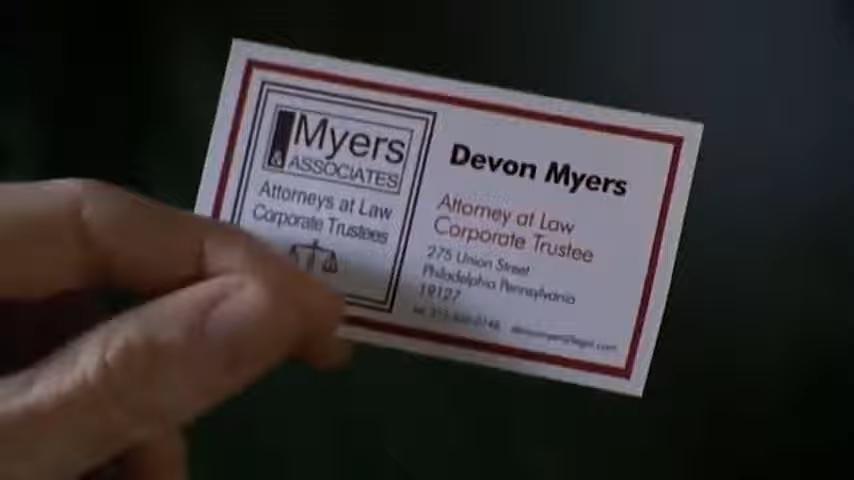 Myers
& ASSOCIATES
Attorneys at Law
Corporate Trustees
Devon Myers
Attorney at Law
Corporate Trustee
275 Union Street
Philadelphia Pennsylvania
19127